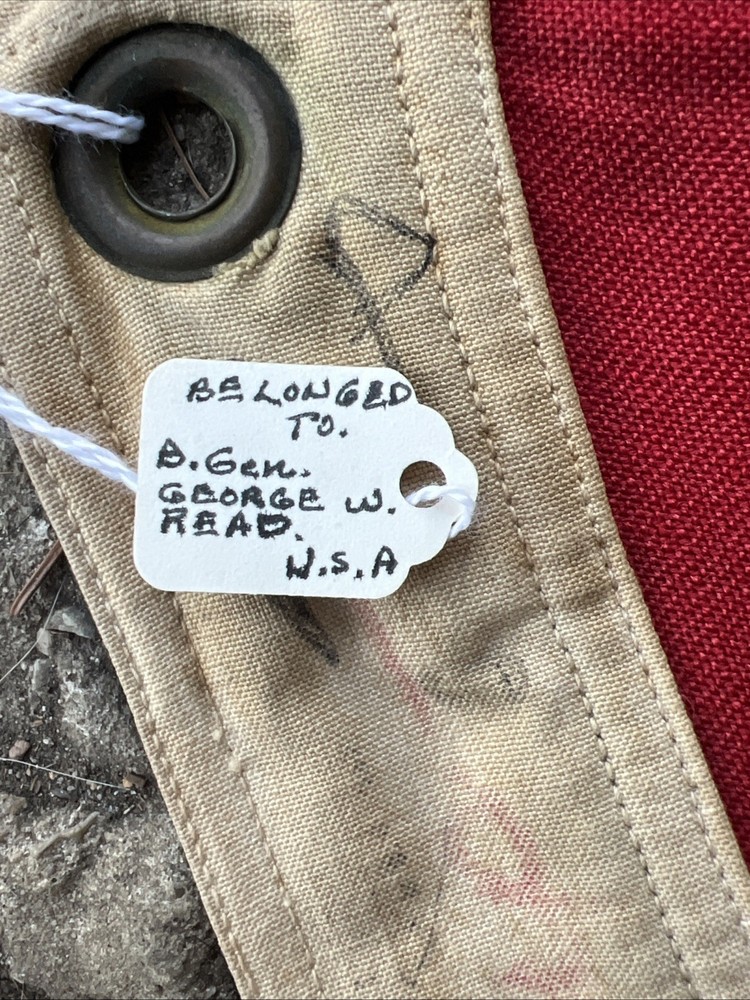 BELONGED
TO.
B.Gen.
GEORGE W.
READ.
U.S.A